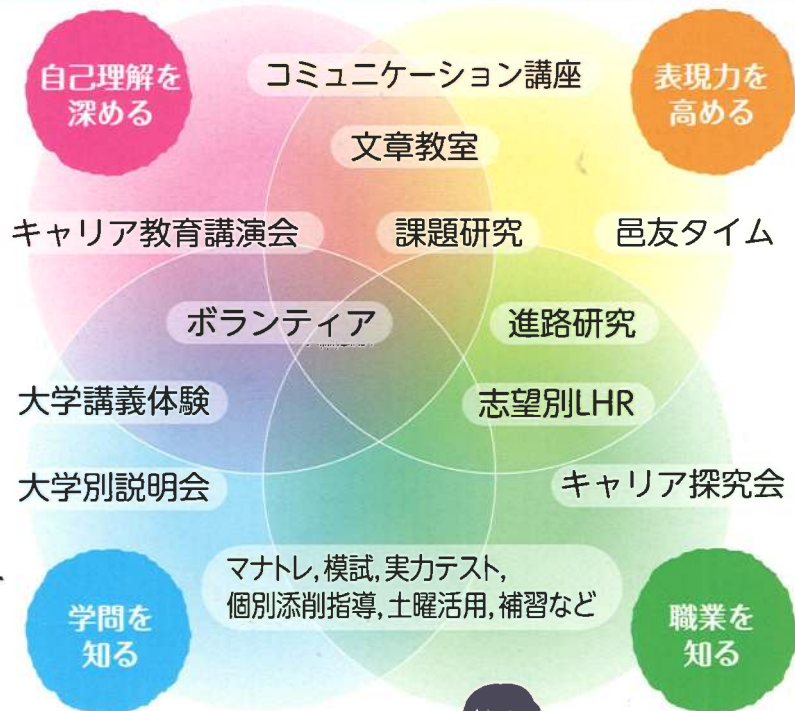 自己理解を
深める
コミュニケーション講座
表現力を
高める
文章教室
キャリア教育講演会
課題研究
邑友タイム
ボランティア
進路研究
大学講義体験
志望別LHR
大学別説明会
キャリア探究会
マナトレ,模試,実力テスト,
個別添削指導,土曜活用,補習など
学問を
知る
職業を
知る